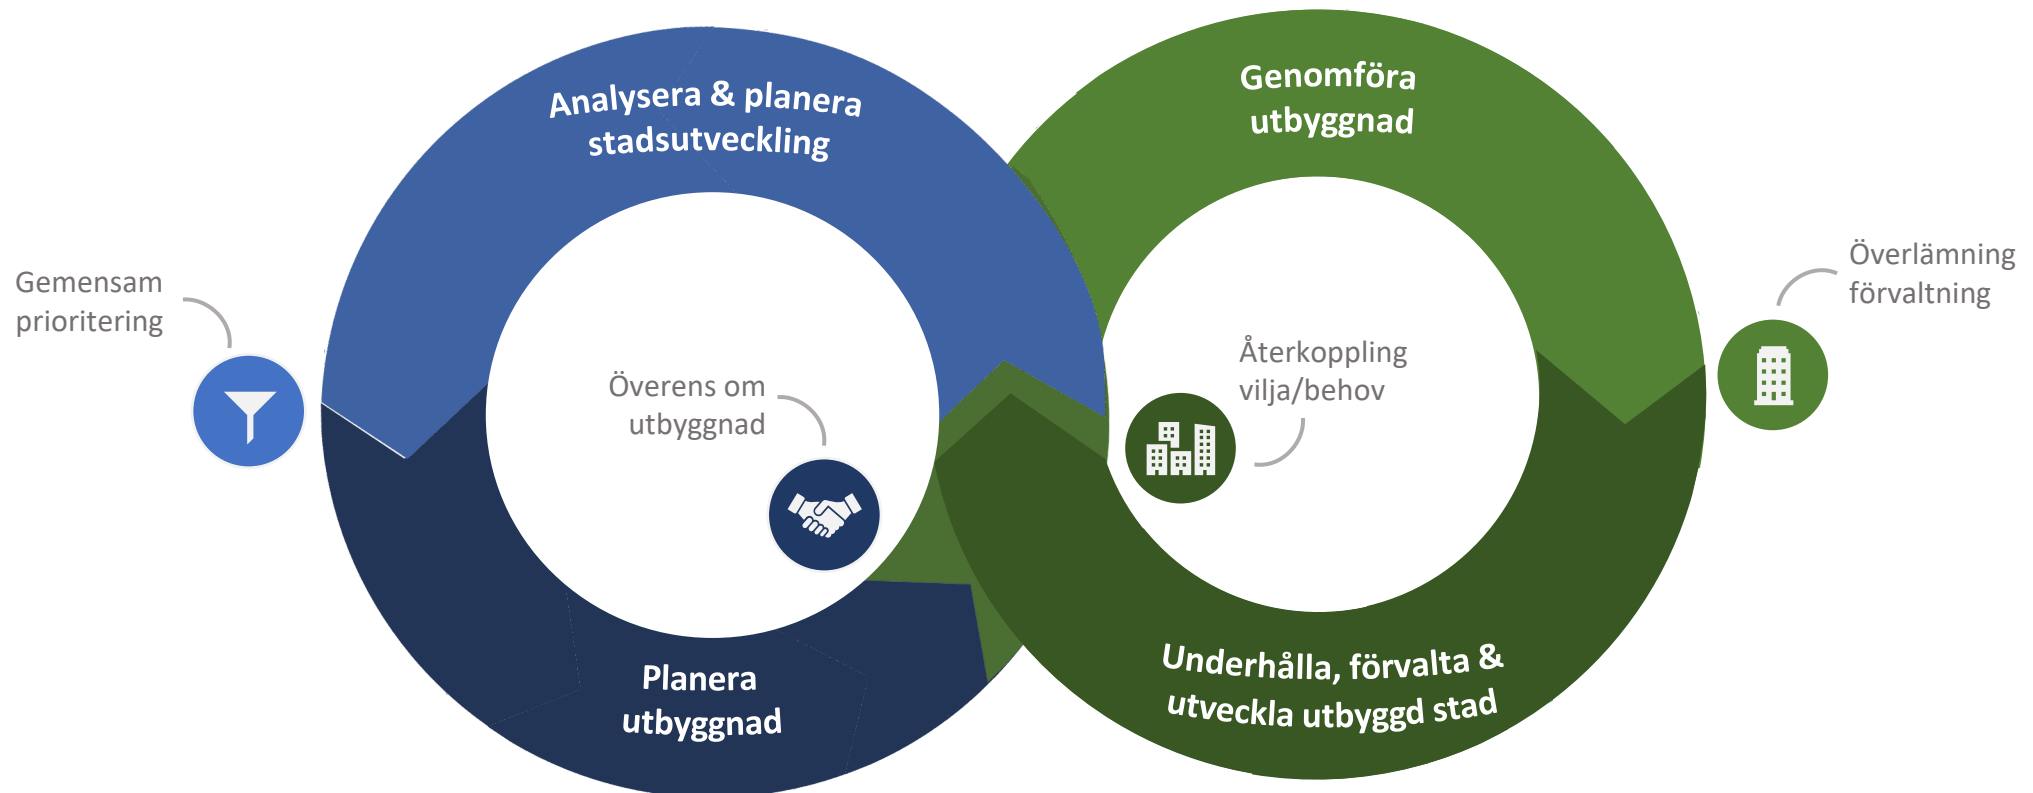 Analysera & planera
stadsutveckling
Genomföra
utbyggnad
Gemensam
prioritering
Överens om
utbyggnad
Återkoppling
vilja/behov
Överlämning
förvaltning
Planera
utbyggnad
Underhålla, förvalta &
utveckla utbyggd stad